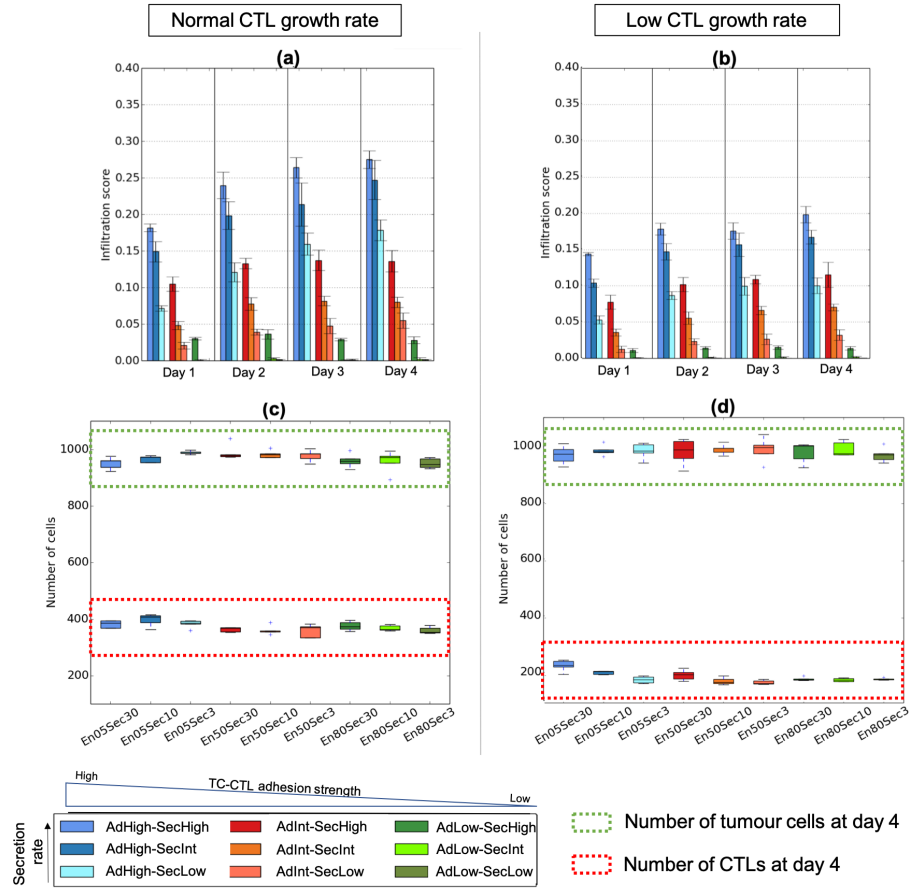 Normal CTL growth rate
Low CTL growth rate
(a)
0.40
0.35
0.30
0.25
0.20
0.15
0.10
0.05
0.00
Infiltration score
Day 1 Day 2 Day 3 Day 4
(b)
0.40
0.35
0.30
0.25
0.20
0.15
0.10
0.05
0.00
Infiltration score
Day 1 Day 2 Day 3 Day 4
(c)
1000
800
600
400
200
Number of cells
En05Sec30 En05Sec10 En05Sec3 En50Sec30 En50Sec10 En50Sec3 En80Sec30 En80Sec10 En80Sec3
(d)
1000
800
600
400
200
Number of cells
En05Sec30 En05Sec10 En05Sec3 En50Sec30 En50Sec10 En50Sec3 En80Sec30 En80Sec10 En80Sec3
High
TC-CTL adhesion strength
Low
Secretion
rate
AdHigh-SecHigh AdInt-SecHigh AdLow-SecHigh
AdHigh-SecInt AdInt-SecInt AdLow-SecInt
AdHigh-SecLow AdInt-SecLow AdLow-SecLow
Number of tumour cells at day 4
Number of CTLs at day 4